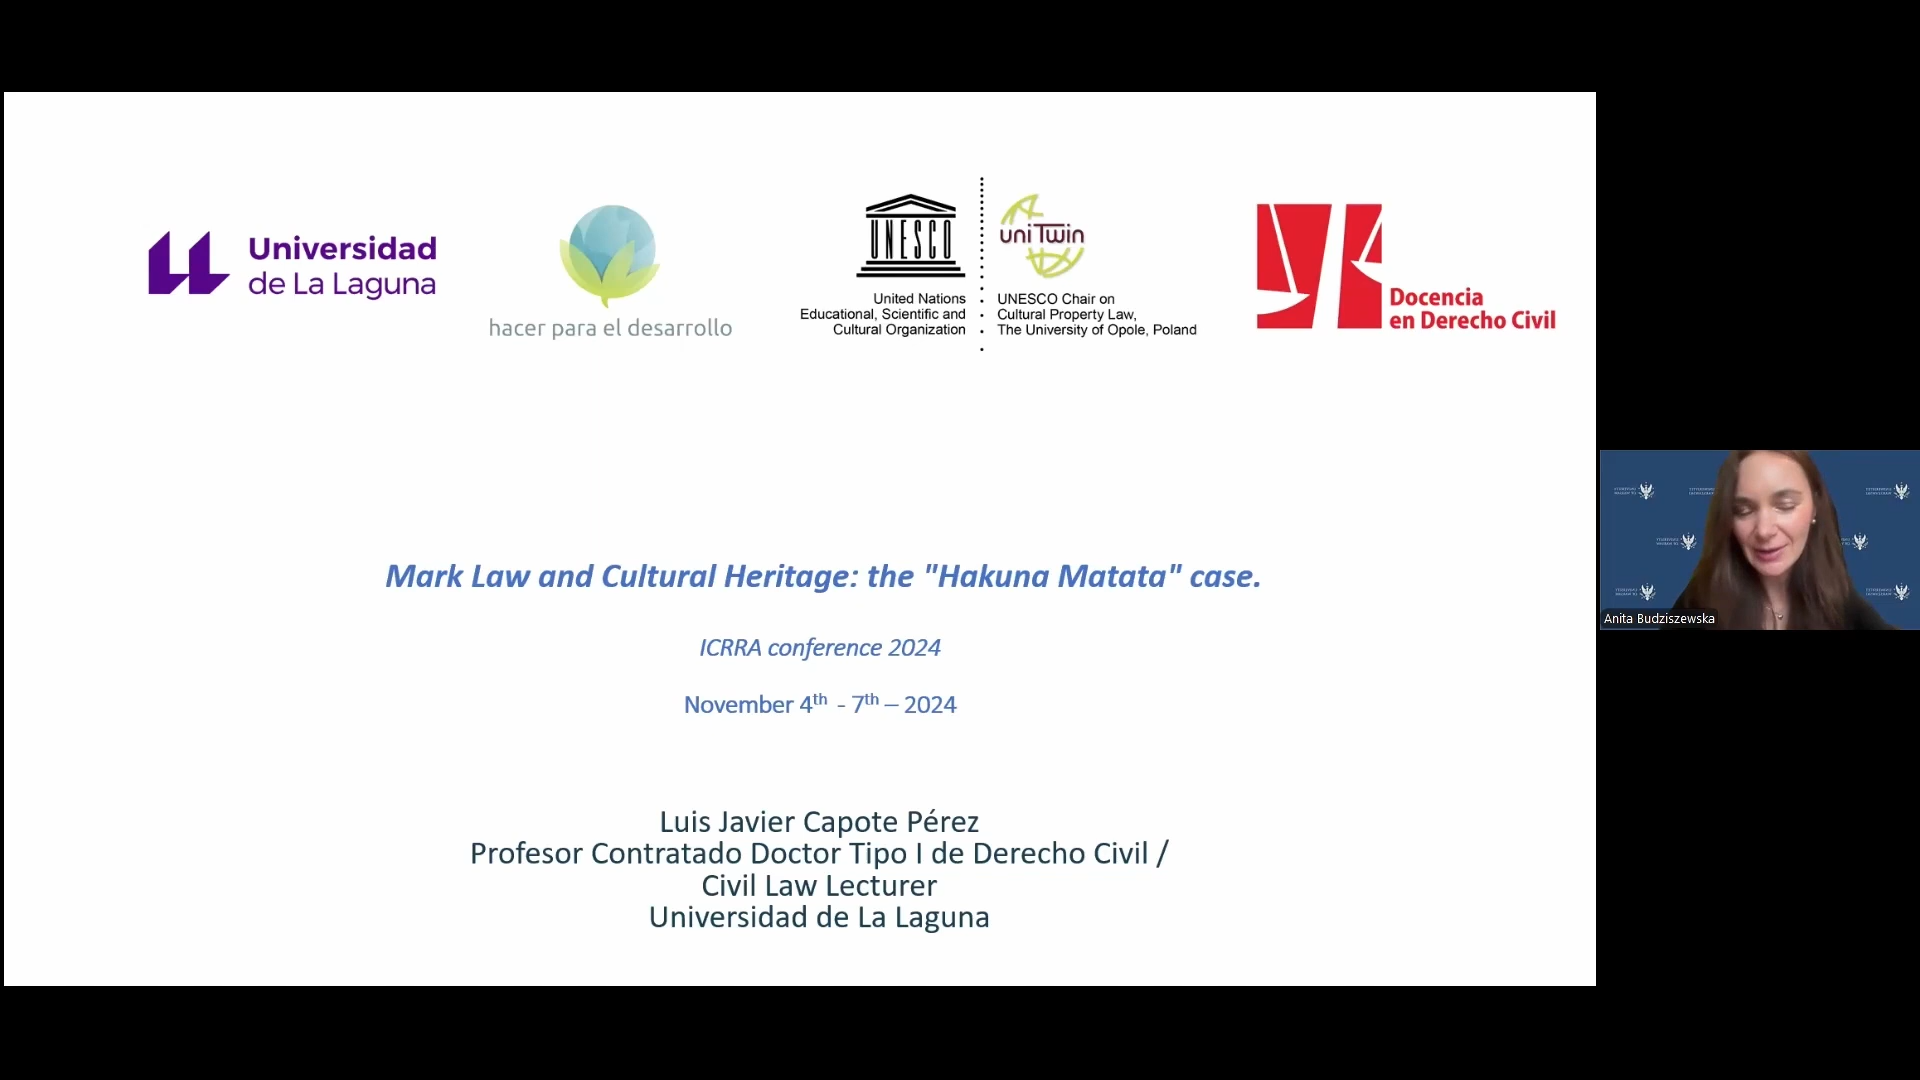 Universidad
de La Laguna
hacer para el desarrollo
UNESCO
United Nations
Educational, Scientific and
Cultural Organization
uniTwin
UNESCO Chair on
Cultural Property Law,
The University of Opole, Poland
Docencia
en Derecho Civil
Mark Law and Cultural Heritage: the "Hakuna Matata" case.
ICRRA conference 2024
November 4th - 7th – 2024
Luis Javier Capote Pérez
Profesor Contratado Doctor Tipo I de Derecho Civil /
Civil Law Lecturer
Universidad de La Laguna
Anita Budziszewska